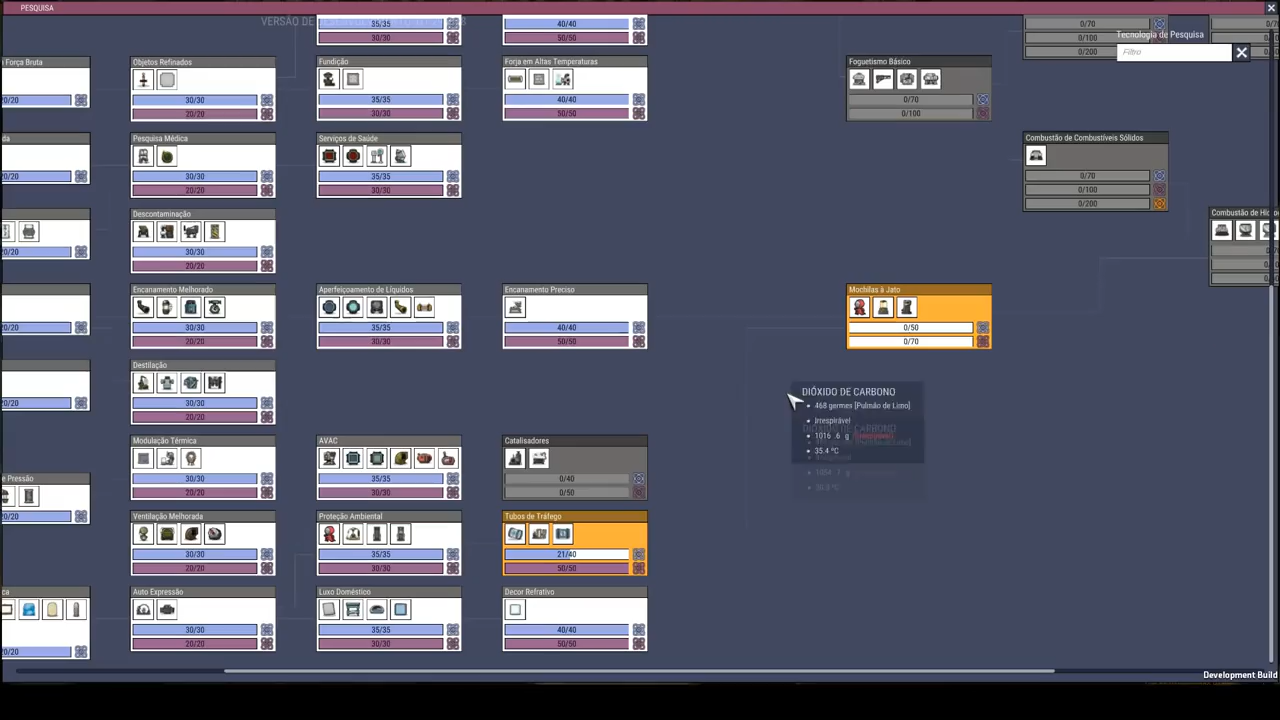 PESQUISA
VERSÃO DE
35/35
30/30
40/40
50/50
0/70
0/100
0/200
Tecnologia de Pesquisa
Filtro
Força Bruta
20/20
Objetos Refinados
30/30
20/20
Fundição
35/35
30/30
Forja em Altas Temperaturas
40/40
50/50
Foguetismo Básico
0/70
0/100
20/20
Pesquisa Médica
30/30
20/20
Serviços de Saúde
35/35
30/30
Combustão de Combustíveis Sólidos
0/70
0/100
0/200
20/20
Descontaminação
30/30
20/20
Combustão de Hid
20/20
Encanamento Melhorado
30/30
20/20
Aperfeiçoamento de Líquidos
35/35
30/30
Encanamento Preciso
40/40
50/50
Mochilas à Jato
0/50
0/70
20/20
Destilação
30/30
20/20
DIÓXIDO DE CARBONO
468 germes [Pulmão de Limo]
Irrespirável
1016 .6 g
35.4 ºC
de Pressão
20/20
Modulação Térmica
30/30
20/20
AVAC
35/35
30/30
Catalisadores
0/40
0/50
Ventilação Melhorada
30/30
20/20
Proteção Ambiental
35/35
30/30
Tubos de Tráfego
21/40
50/50
20/20
Auto Expressão
30/30
20/20
Luxo Doméstico
35/35
30/30
Decor Refrativo
40/40
50/50
Development Build